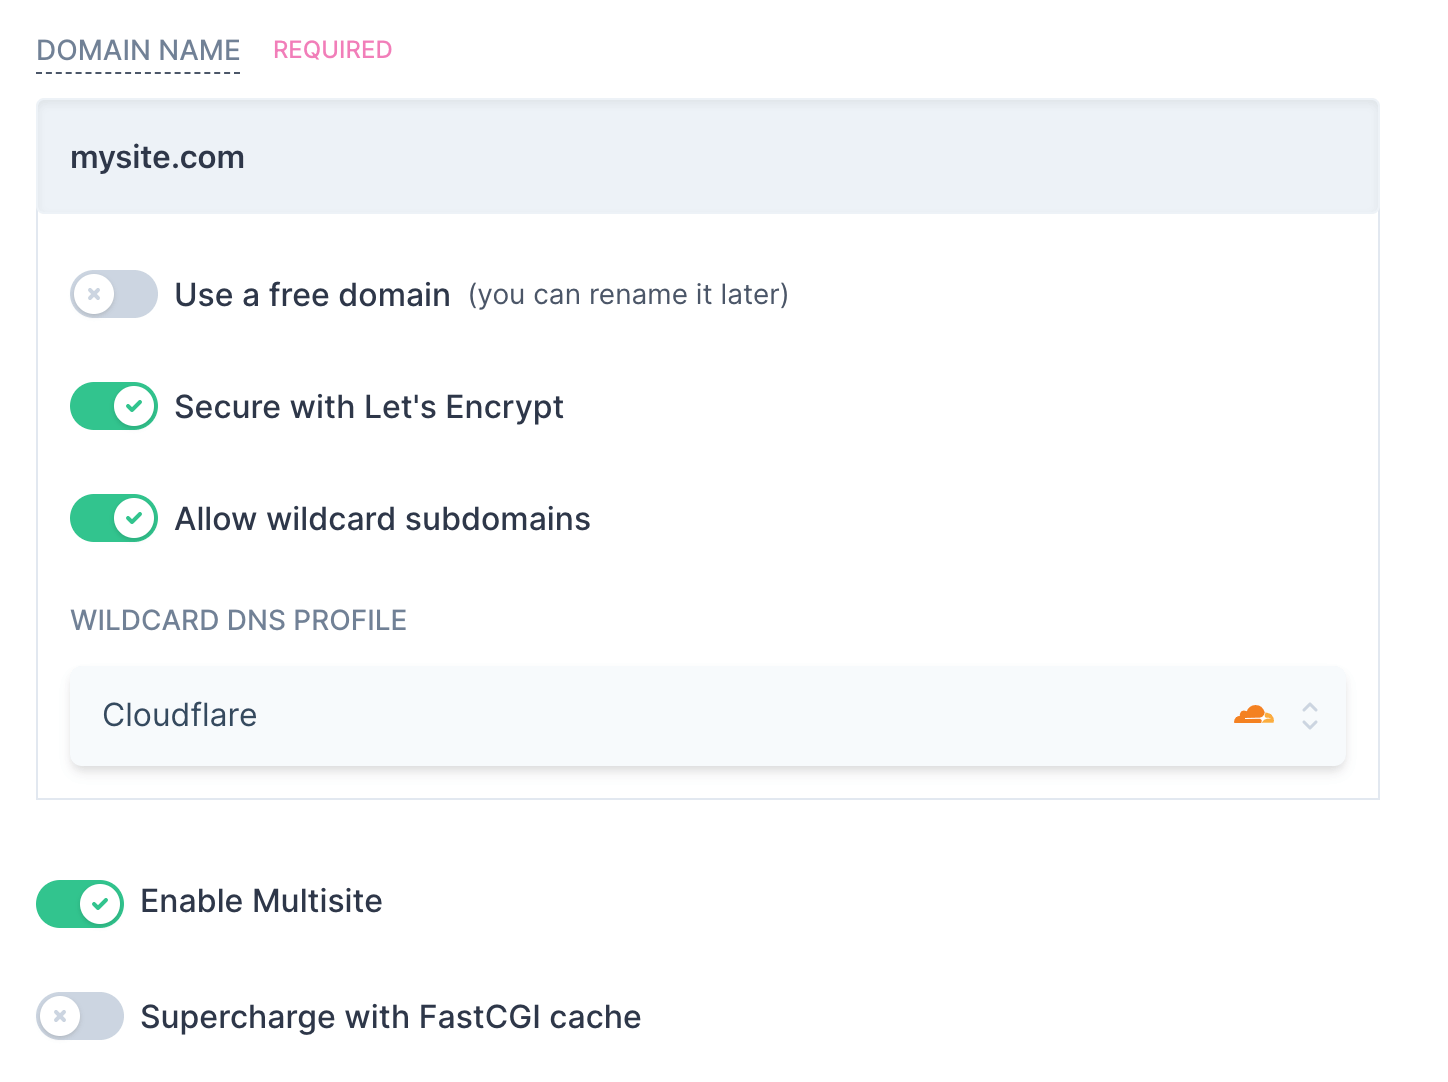 DOMAIN NAME REQUIRED
mysite.com
Use a free domain (you can rename it later)
Secure with Let's Encrypt
Allow wildcard subdomains
WILDCARD DNS PROFILE
Cloudflare
Enable Multisite
Supercharge with FastCGI cache